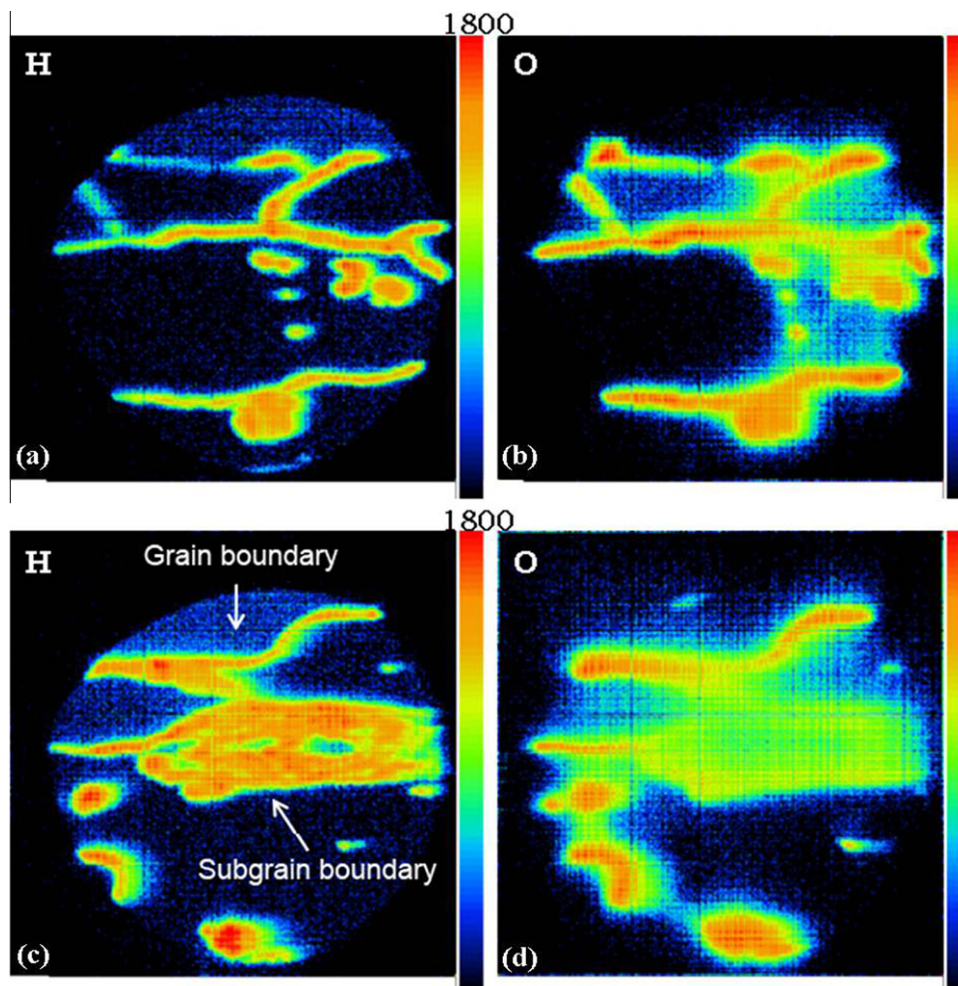 1800
H
O
(a)
(b)
1800
H
O
Grain boundary
Subgrain boundary
(c)
(d)